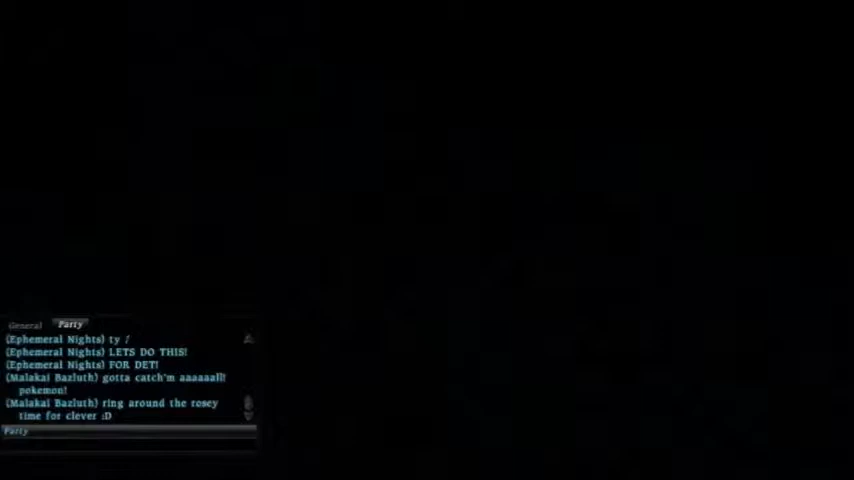 General Party
(Ephemeral Nights) ty /
(Ephemeral Nights) LETS DO THIS!
(Ephemeral Nights) FOR DET!
(Malakai Bazluth) gotta catch'm aaaaaall!
pokemon!
(Malakai Bazluth) ring around the rosey
time for clever :D
Party